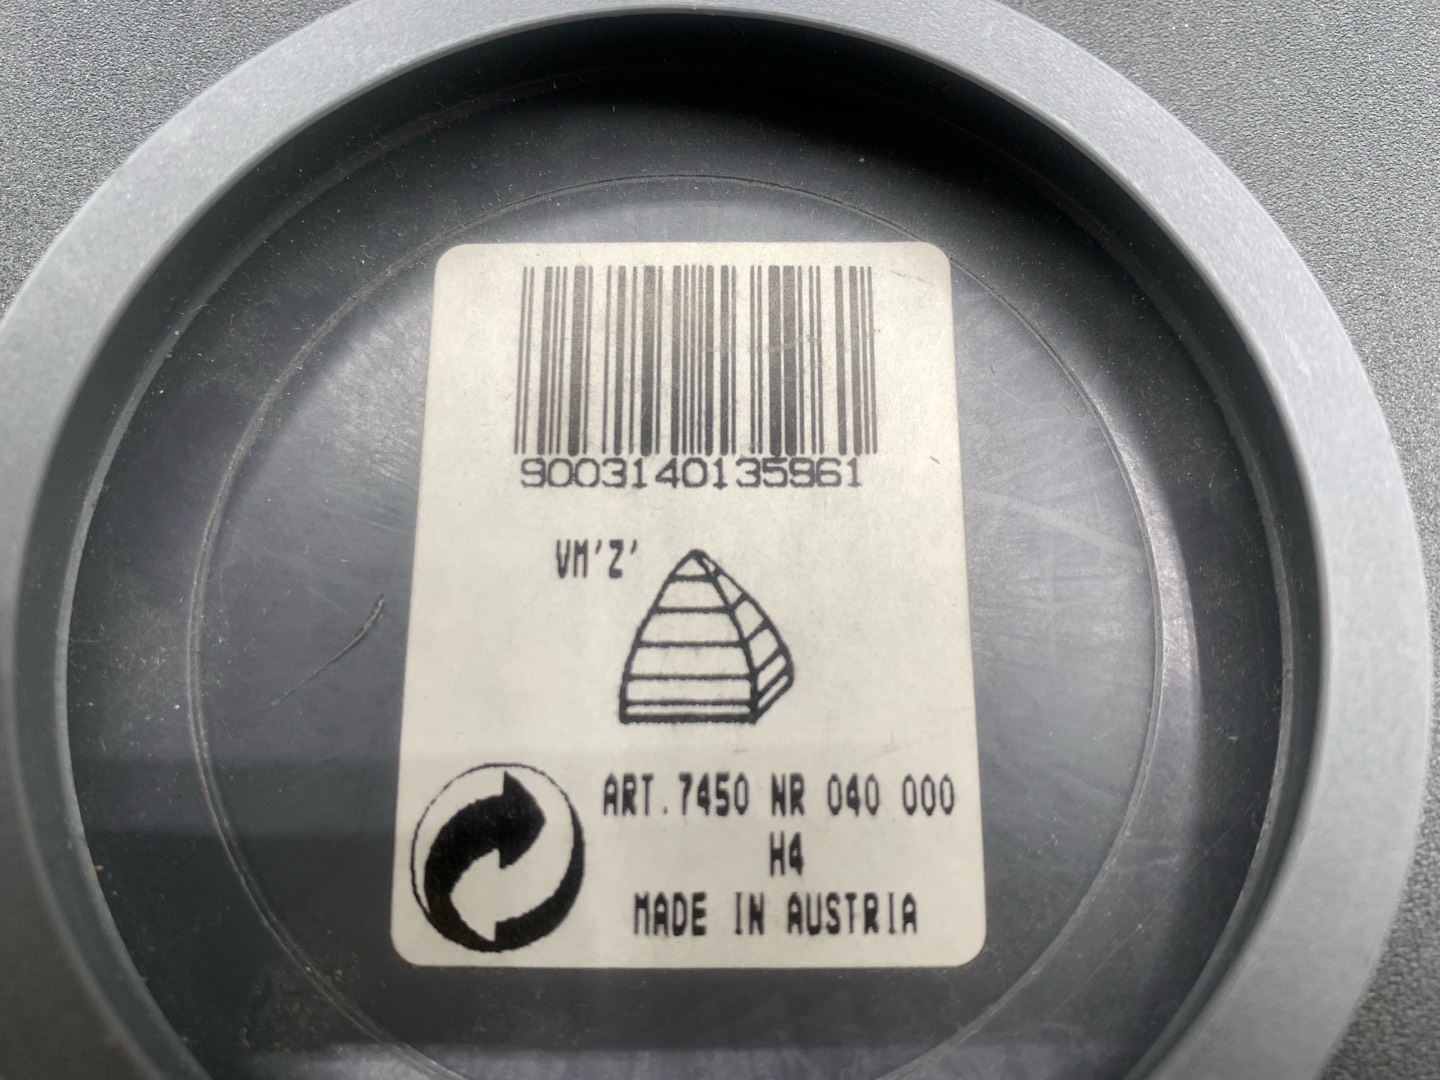 9003140135961
VM'Z'
ART.7450 NR 040 000
H4
MADE IN AUSTRIA